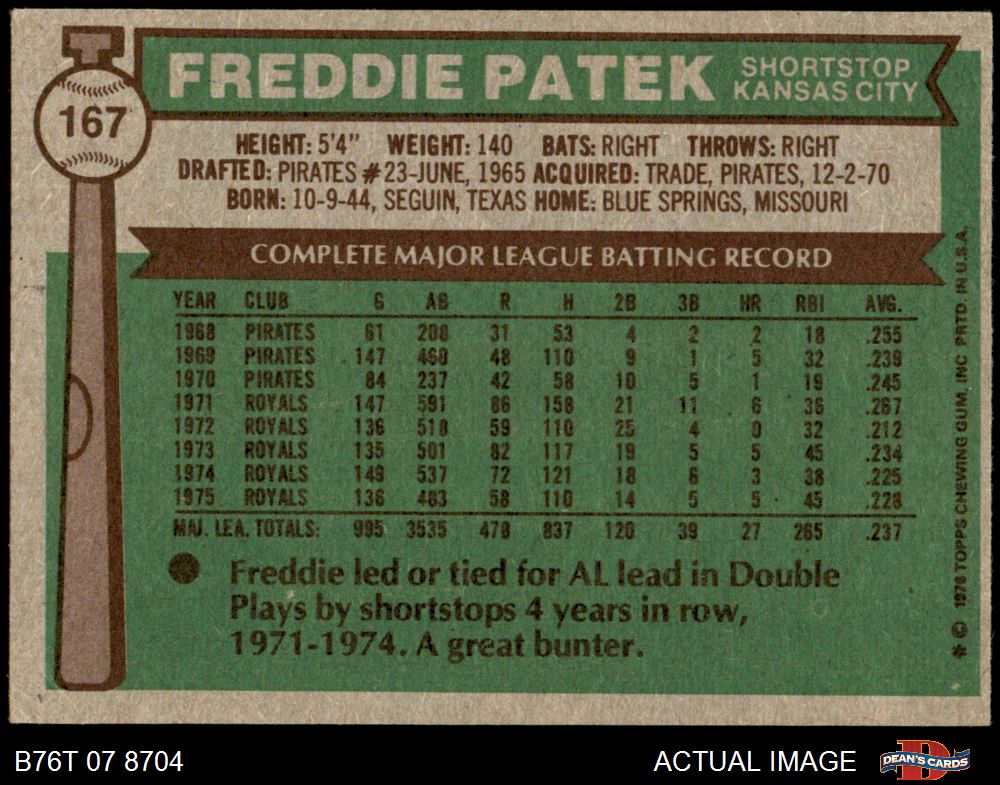 167
FREDDIE PATEK
SHORTSTOP
KANSAS CITY
HEIGHT: 5'4" WEIGHT: 140 BATS: RIGHT THROWS: RIGHT
DRAFTED: PIRATES #23-JUNE, 1965 ACQUIRED: TRADE, PIRATES, 12-2-70
BORN: 10-9-44, SEGUIN, TEXAS HOME: BLUE SPRINGS, MISSOURI
COMPLETE MAJOR LEAGUE BATTING RECORD
YEAR CLUB G AB R H 2B 3B HR RBI AVG.
1968 PIRATES 61 208 31 53 4 2 2 18 .255
1969 PIRATES 147 460 48 110 9 1 5 32 .239
1970 PIRATES 84 237 42 58 10 5 1 19 .245
1971 ROYALS 147 591 86 158 21 11 6 36 .267
1972 ROYALS 136 518 59 110 25 4 0 32 .212
1973 ROYALS 135 501 82 117 19 5 5 45 .234
1974 ROYALS 149 537 72 121 18 6 3 38 .225
1975 ROYALS 136 483 58 110 14 5 5 45 .228
MAJ. LEA. TOTALS: 995 3535 478 837 120 39 27 265 .237
Freddie led or tied for AL lead in Double
Plays by shortstops 4 years in row,
1971-1974. A great bunter.
* © 1976 TOPPS CHEWING GUM, INC. PRTD. IN U.S.A.
B76T 07 8704
ACTUAL IMAGE
D
DEAN'S CARDS